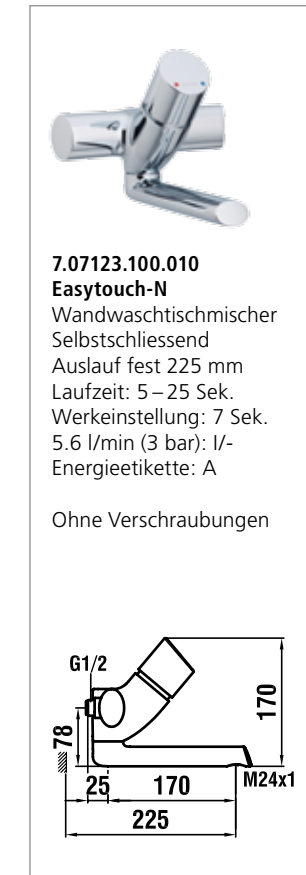 7.07123.100.010
Easytouch-N
Wandwaschtischmischer
Selbstschliessend
Auslauf fest 225 mm
Laufzeit: 5–25 Sek.
Werkeinstellung: 7 Sek.
5.6 l/min (3 bar): I/-
Energieetikette: A
Ohne Verschraubungen
G1/2
78
170
25
170
M24x1
225